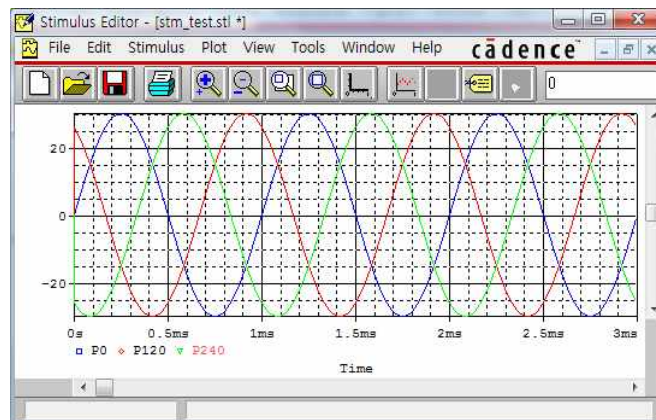 Stimulus Editor - [stm_test.stl *]
File Edit Stimulus Plot View Tools Window Help cādence™
0
20
0
-20
0s 0.5ms 1ms 1.5ms 2ms 2.5ms 3ms
P0 P120 P240
Time